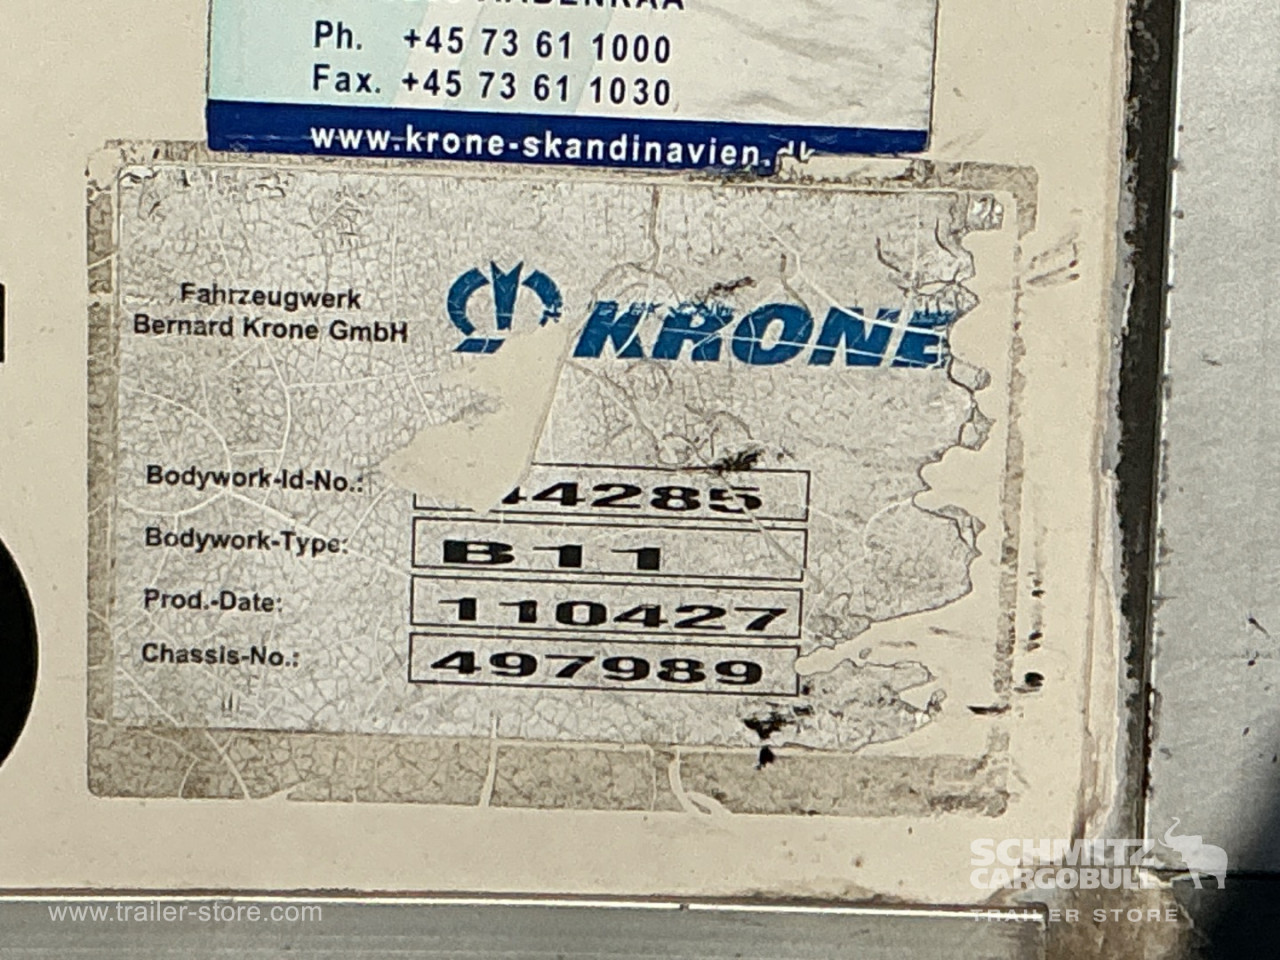 Ph. +45 73 61 1000
Fax. +45 73 61 1030
www.krone-skandinavien.dk
Fahrzeugwerk
Bernard Krone GmbH
KRONE
Bodywork-Id-No.: 44285
Bodywork-Type: B11
Prod.-Date: 110427
Chassis-No.: 497989
SCHMITZ
CARGOBULL
TRAILER STORE
www.trailer-store.com